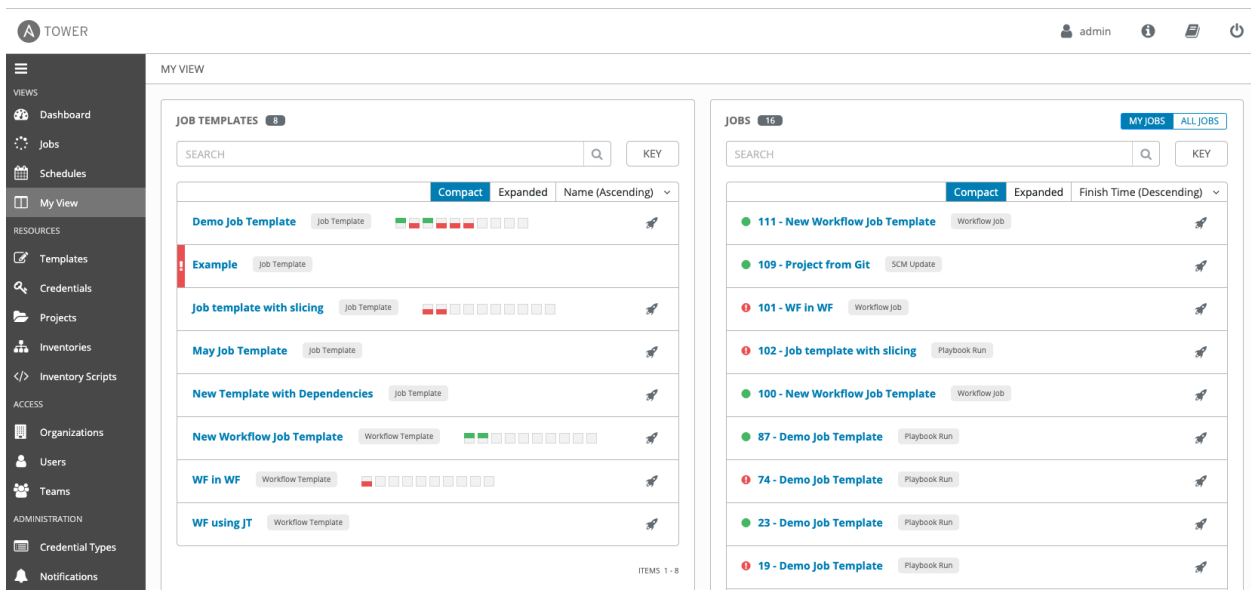 A TOWER
admin
VIEWS
Dashboard
Jobs
Schedules
My View
RESOURCES
Templates
Credentials
Projects
Inventories
</> Inventory Scripts
ACCESS
Organizations
Users
Teams
ADMINISTRATION
Credential Types
Notifications
MY VIEW
JOB TEMPLATES 8
SEARCH KEY
Compact Expanded Name (Ascending)
Demo Job Template Job Template
! Example Job Template
Job template with slicing Job Template
May Job Template Job Template
New Template with Dependencies Job Template
New Workflow Job Template Workflow Template
WF in WF Workflow Template
WF using JT Workflow Template
ITEMS 1 - 8
JOBS 16 MY JOBS ALL JOBS
SEARCH KEY
Compact Expanded Finish Time (Descending)
111 - New Workflow Job Template Workflow Job
109 - Project from Git SCM Update
101 - WF in WF Workflow Job
102 - Job template with slicing Playbook Run
100 - New Workflow Job Template Workflow Job
87 - Demo Job Template Playbook Run
74 - Demo Job Template Playbook Run
23 - Demo Job Template Playbook Run
19 - Demo Job Template Playbook Run